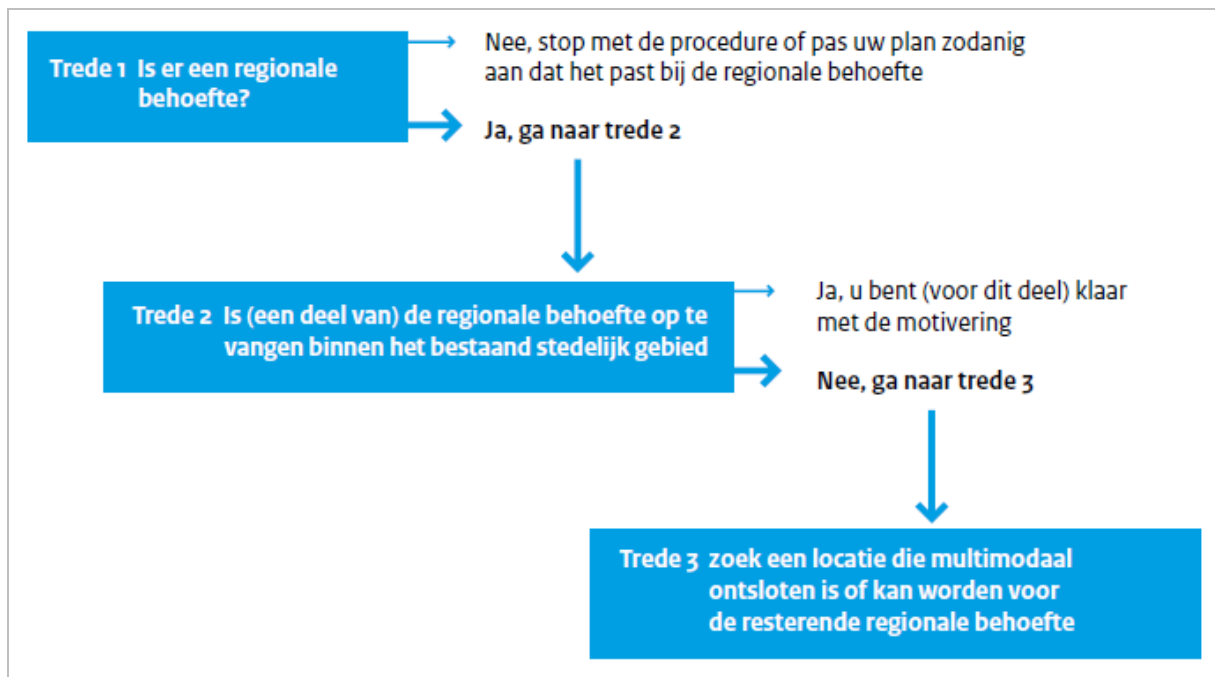 Trede 1 Is er een regionale
behoefte?
Nee, stop met de procedure of pas uw plan zodanig
aan dat het past bij de regionale behoefte
Ja, ga naar trede 2
Trede 2 Is (een deel van) de regionale behoefte op te
vangen binnen het bestaand stedelijk gebied
Ja, u bent (voor dit deel) klaar
met de motivering
Nee, ga naar trede 3
Trede 3 zoek een locatie die multimodaal
ontsloten is of kan worden voor
de resterende regionale behoefte